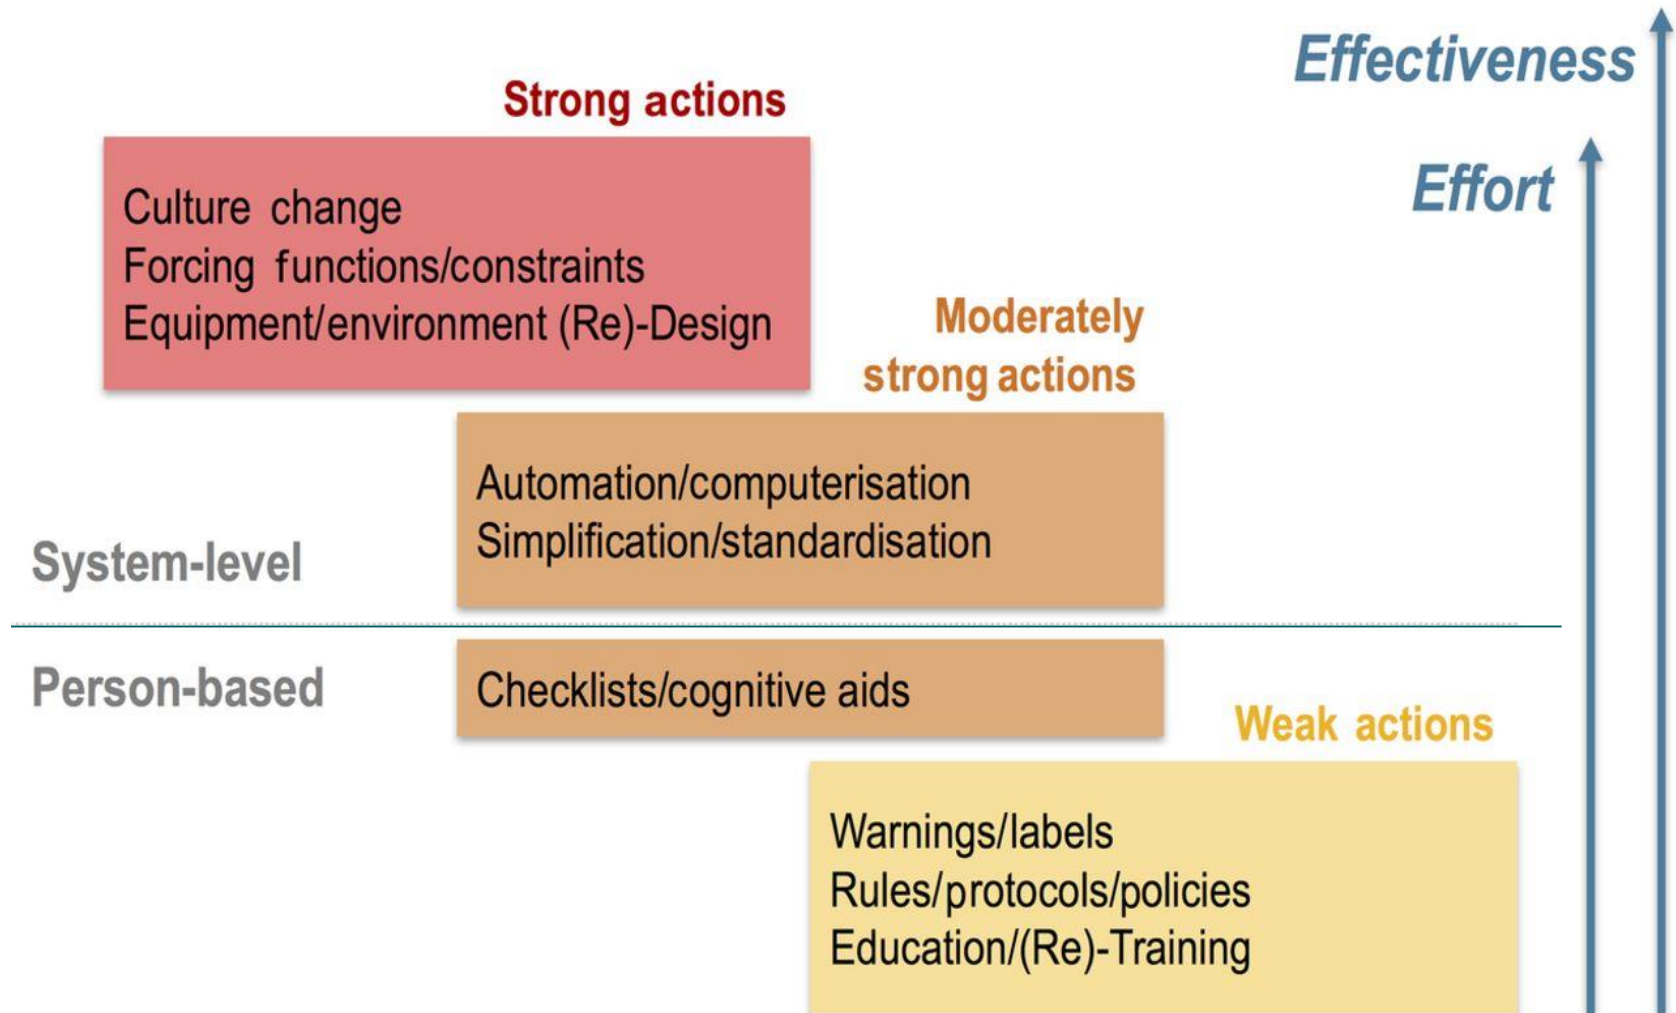 Effectiveness
Strong actions
Effort
Culture change
Forcing functions/constraints
Equipment/environment (Re)-Design
Moderately
strong actions
Automation/computerisation
Simplification/standardisation
System-level
Person-based
Checklists/cognitive aids
Weak actions
Warnings/labels
Rules/protocols/policies
Education/(Re)-Training